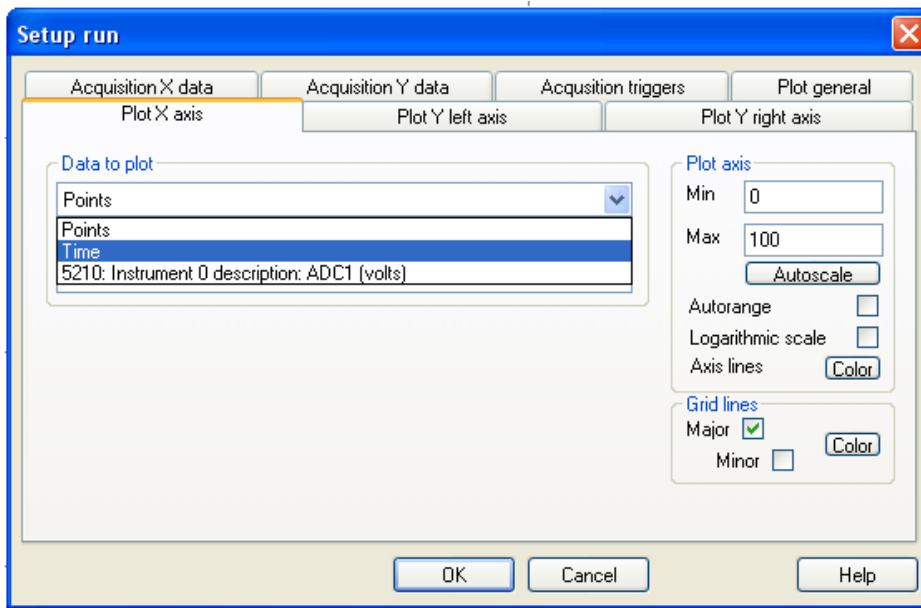 Setup run
Acquisition X data
Acquisition Y data
Acqusition triggers
Plot general
Plot X axis
Plot Y left axis
Plot Y right axis
Data to plot
Points
Points
Time
5210: Instrument 0 description: ADC1 (volts)
Plot axis
Min 0
Max 100
Autoscale
Autorange
Logarithmic scale
Axis lines Color
Grid lines
Major
Color
Minor
OK Cancel Help